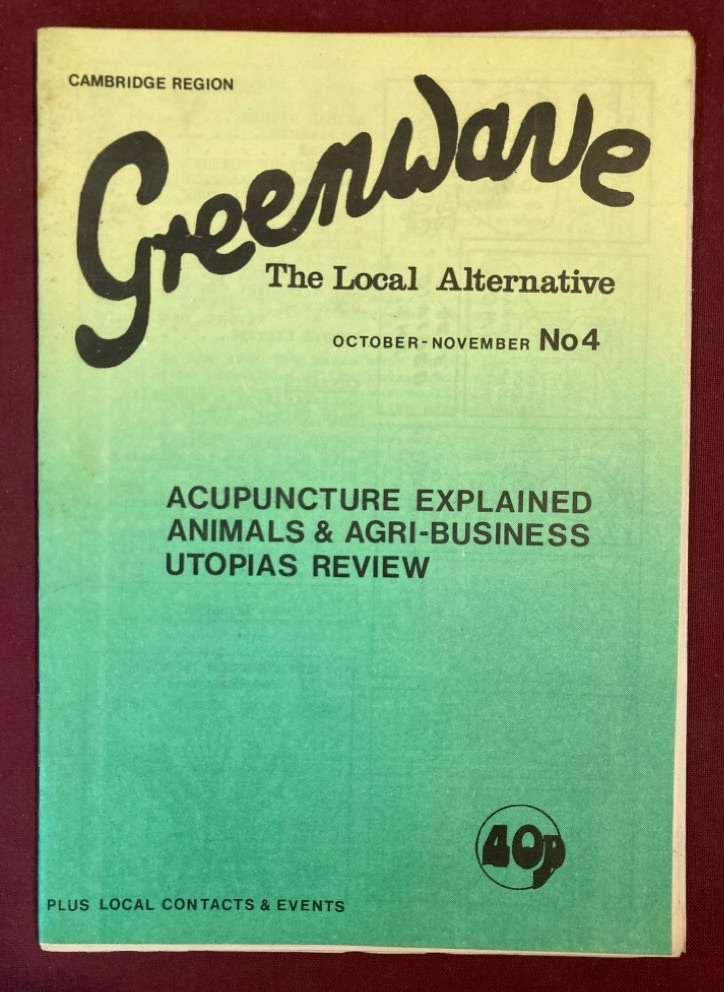 CAMBRIDGE REGION
Greenwave
The Local Alternative
OCTOBER-NOVEMBER No4
ACUPUNCTURE EXPLAINED
ANIMALS & AGRI-BUSINESS
UTOPIAS REVIEW
40p
PLUS LOCAL CONTACTS & EVENTS